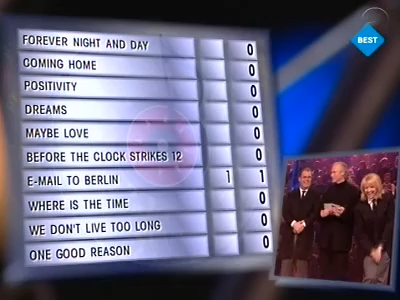 BEST
FOREVER NIGHT AND DAY 0
COMING HOME 0
POSITIVITY 0
DREAMS 0
MAYBE LOVE 0
BEFORE THE CLOCK STRIKES 12 0
E-MAIL TO BERLIN 1 1
WHERE IS THE TIME 0
WE DON'T LIVE TOO LONG 0
ONE GOOD REASON 0